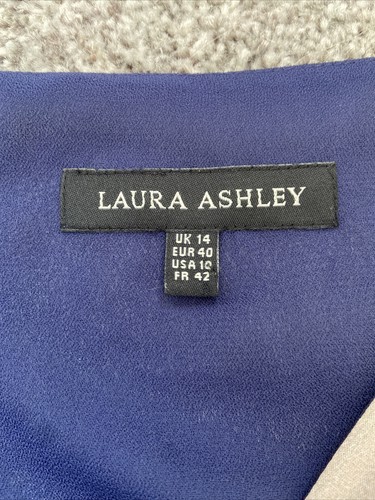 LAURA ASHLEY
UK 14
EUR 40
USA 10
FR 42